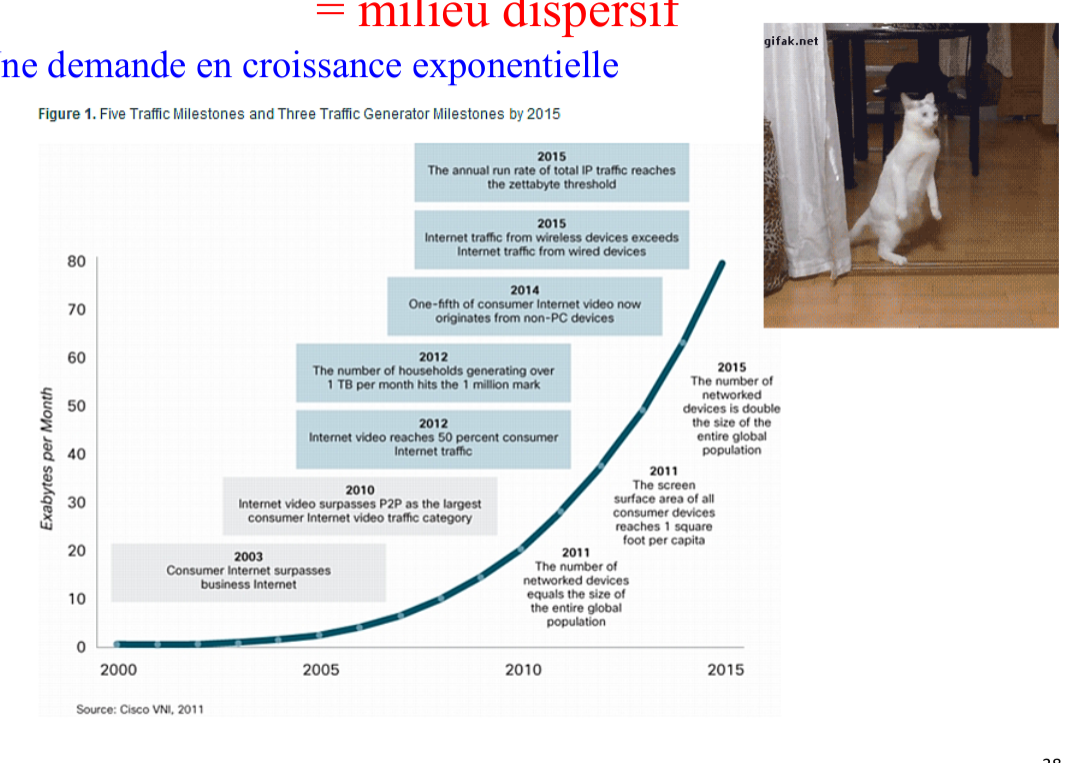 = milieu dispersif
ne demande en croissance exponentielle
gifak.net
Figure 1. Five Traffic Milestones and Three Traffic Generator Milestones by 2015
2015
The annual run rate of total IP traffic reaches
the zettabyte threshold
2015
Internet traffic from wireless devices exceeds
Internet traffic from wired devices
2014
One-fifth of consumer Internet video now
originates from non-PC devices
2012
The number of households generating over
1 TB per month hits the 1 million mark
2012
Internet video reaches 50 percent consumer
Internet traffic
2010
Internet video surpasses P2P as the largest
consumer Internet video traffic category
2003
Consumer Internet surpasses
business Internet
2015
The number of
networked
devices is double
the size of the
entire global
population
2011
The screen
surface area of all
consumer devices
reaches 1 square
foot per capita
2011
The number of
networked devices
equals the size of
the entire global
population
Exabytes per Month
80
70
60
50
40
30
20
10
0
2000 2005 2010 2015
Source: Cisco VNI, 2011